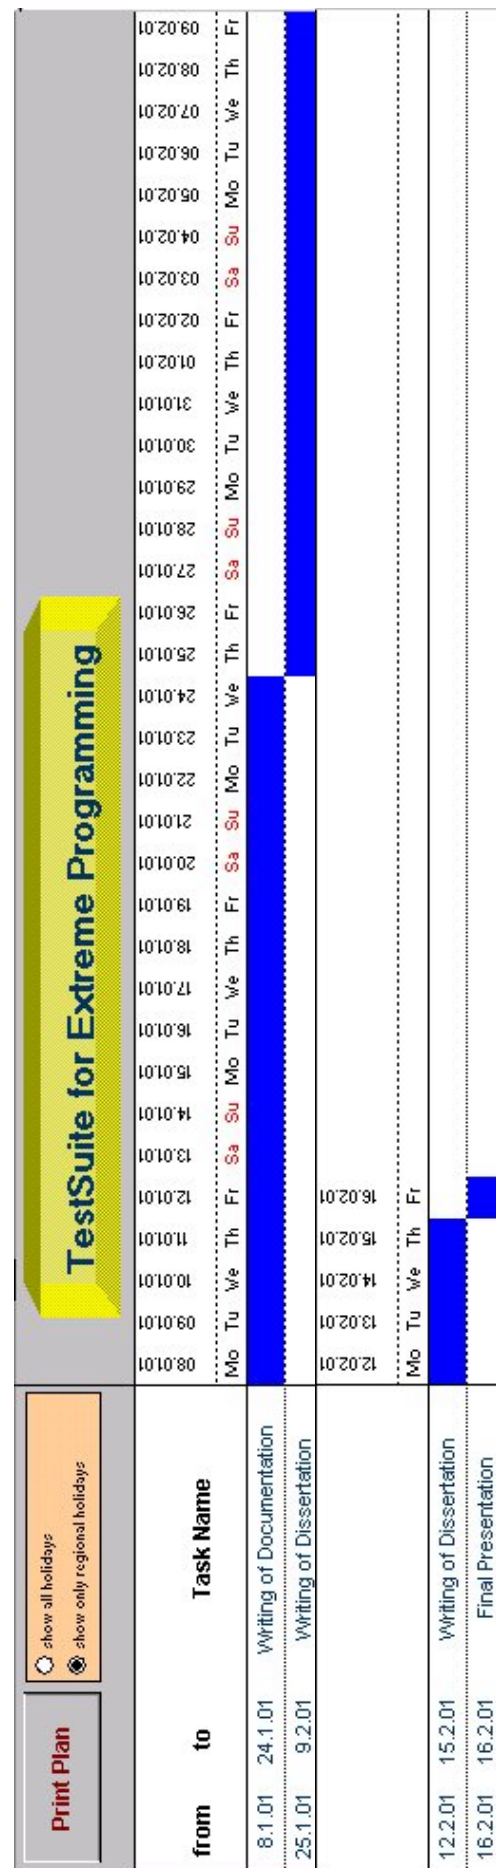 Print Plan
show all holidays
show only regional holidays
TestSuite for Extreme Programming
from to Task Name 08.01.01 09.01.01 10.01.01 11.01.01 12.01.01 13.01.01 14.01.01 15.01.01 16.01.01 17.01.01 18.01.01 19.01.01 20.01.01 21.01.01 22.01.01 23.01.01 24.01.01 25.01.01 26.01.01 27.01.01 28.01.01 29.01.01 30.01.01 31.01.01 01.02.01 02.02.01 03.02.01 04.02.01 05.02.01 06.02.01 07.02.01 08.02.01 09.02.01
Mo Tu We Th Fr Sa Su Mo Tu We Th Fr Sa Su Mo Tu We Th Fr Sa Su Mo Tu We Th Fr Sa Su Mo Tu We Th Fr
8.1.01 24.1.01 Writing of Documentation
25.1.01 9.2.01 Writing of Dissertation
12.02.01 13.02.01 14.02.01 15.02.01 16.02.01
Mo Tu We Th Fr
12.2.01 15.2.01 Writing of Dissertation
16.2.01 16.2.01 Final Presentation